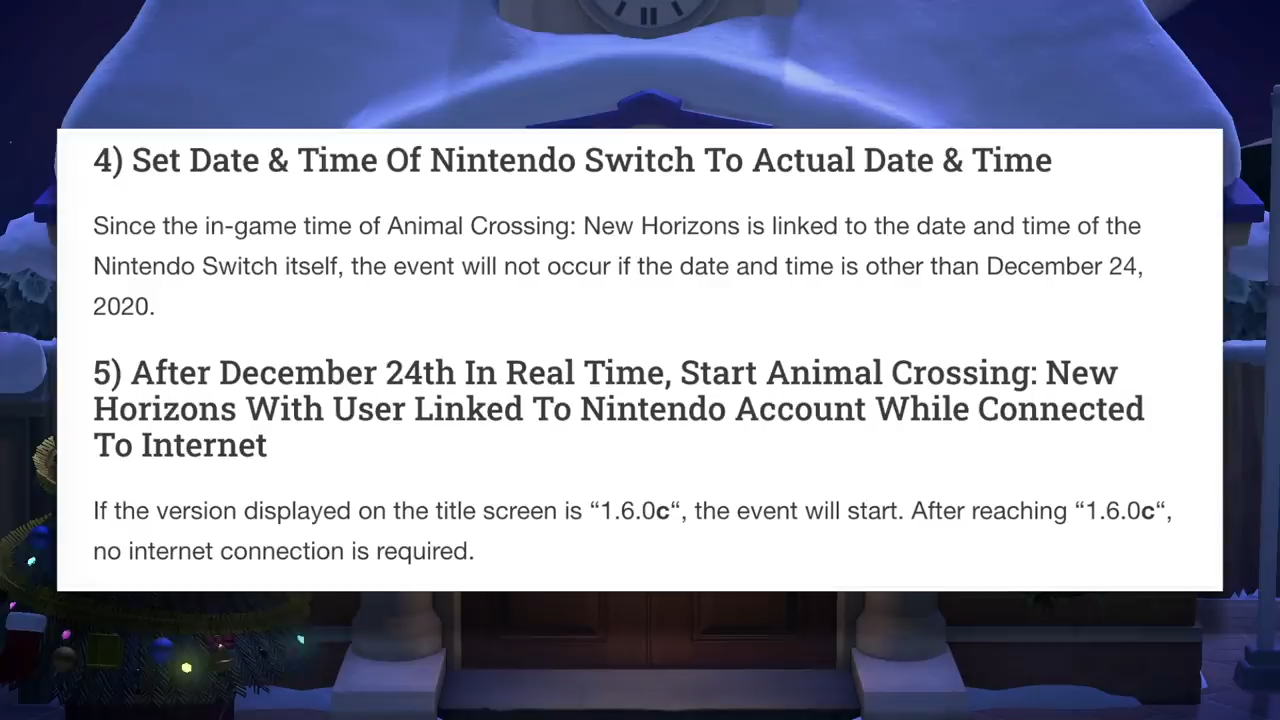 4) Set Date & Time Of Nintendo Switch To Actual Date & Time
Since the in-game time of Animal Crossing: New Horizons is linked to the date and time of the
Nintendo Switch itself, the event will not occur if the date and time is other than December 24,
2020.
5) After December 24th In Real Time, Start Animal Crossing: New
Horizons With User Linked To Nintendo Account While Connected
To Internet
If the version displayed on the title screen is “1.6.0c“, the event will start. After reaching “1.6.0c“,
no internet connection is required.